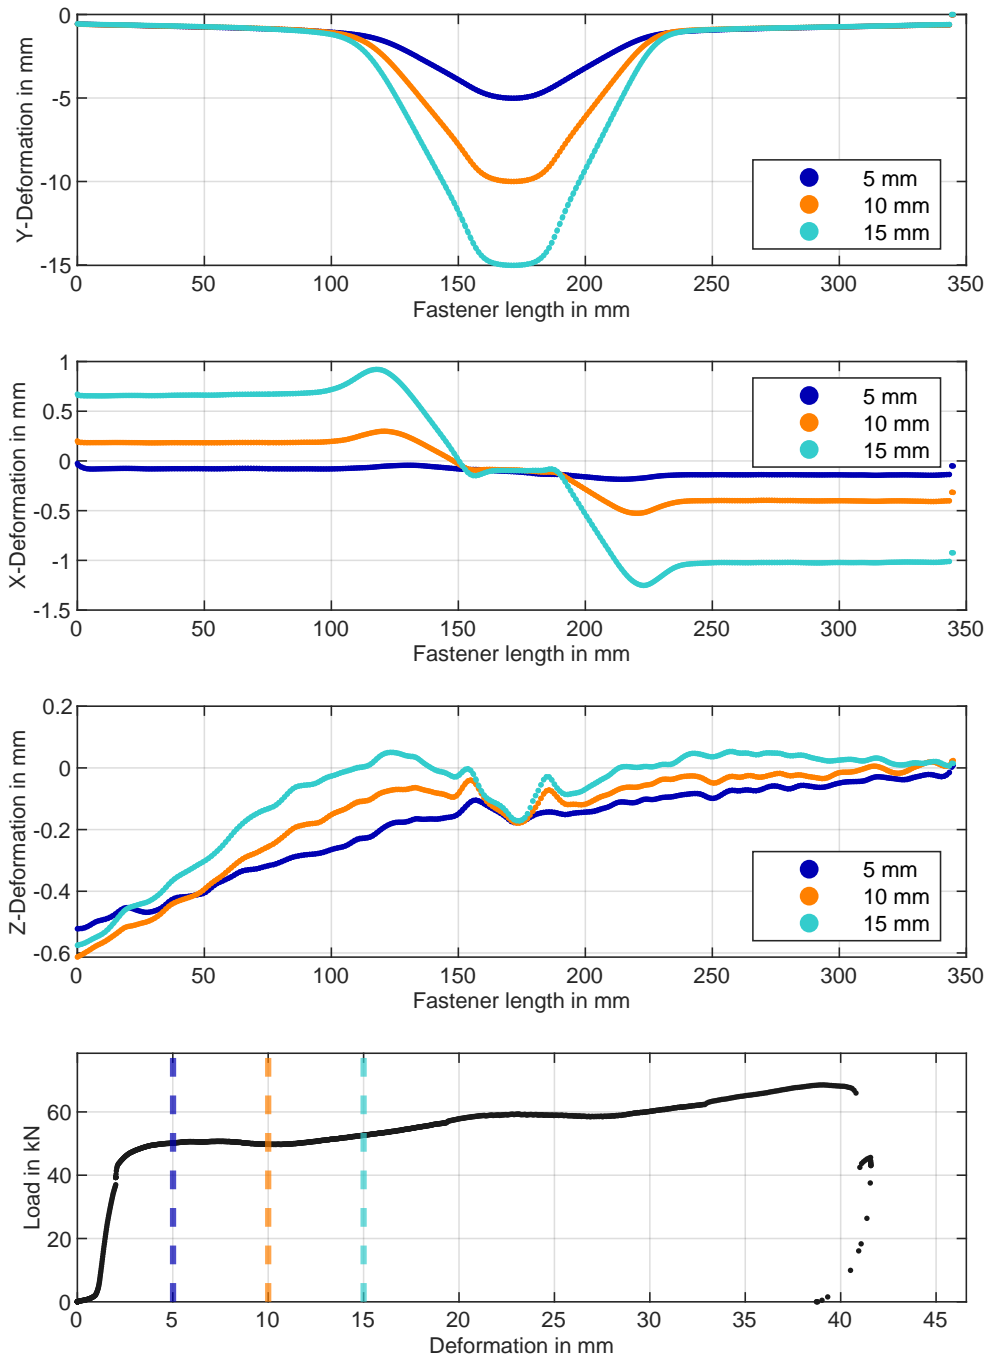 0
-5
-10
-15
Y-Deformation in mm
5 mm
10 mm
15 mm
0 50 100 150 200 250 300 350
Fastener length in mm
1
0.5
0
-0.5
-1
-1.5
X-Deformation in mm
5 mm
10 mm
15 mm
0 50 100 150 200 250 300 350
Fastener length in mm
0.2
0
-0.2
-0.4
-0.6
Z-Deformation in mm
5 mm
10 mm
15 mm
0 50 100 150 200 250 300 350
Fastener length in mm
60
40
20
0
Load in kN
0 5 10 15 20 25 30 35 40 45
Deformation in mm